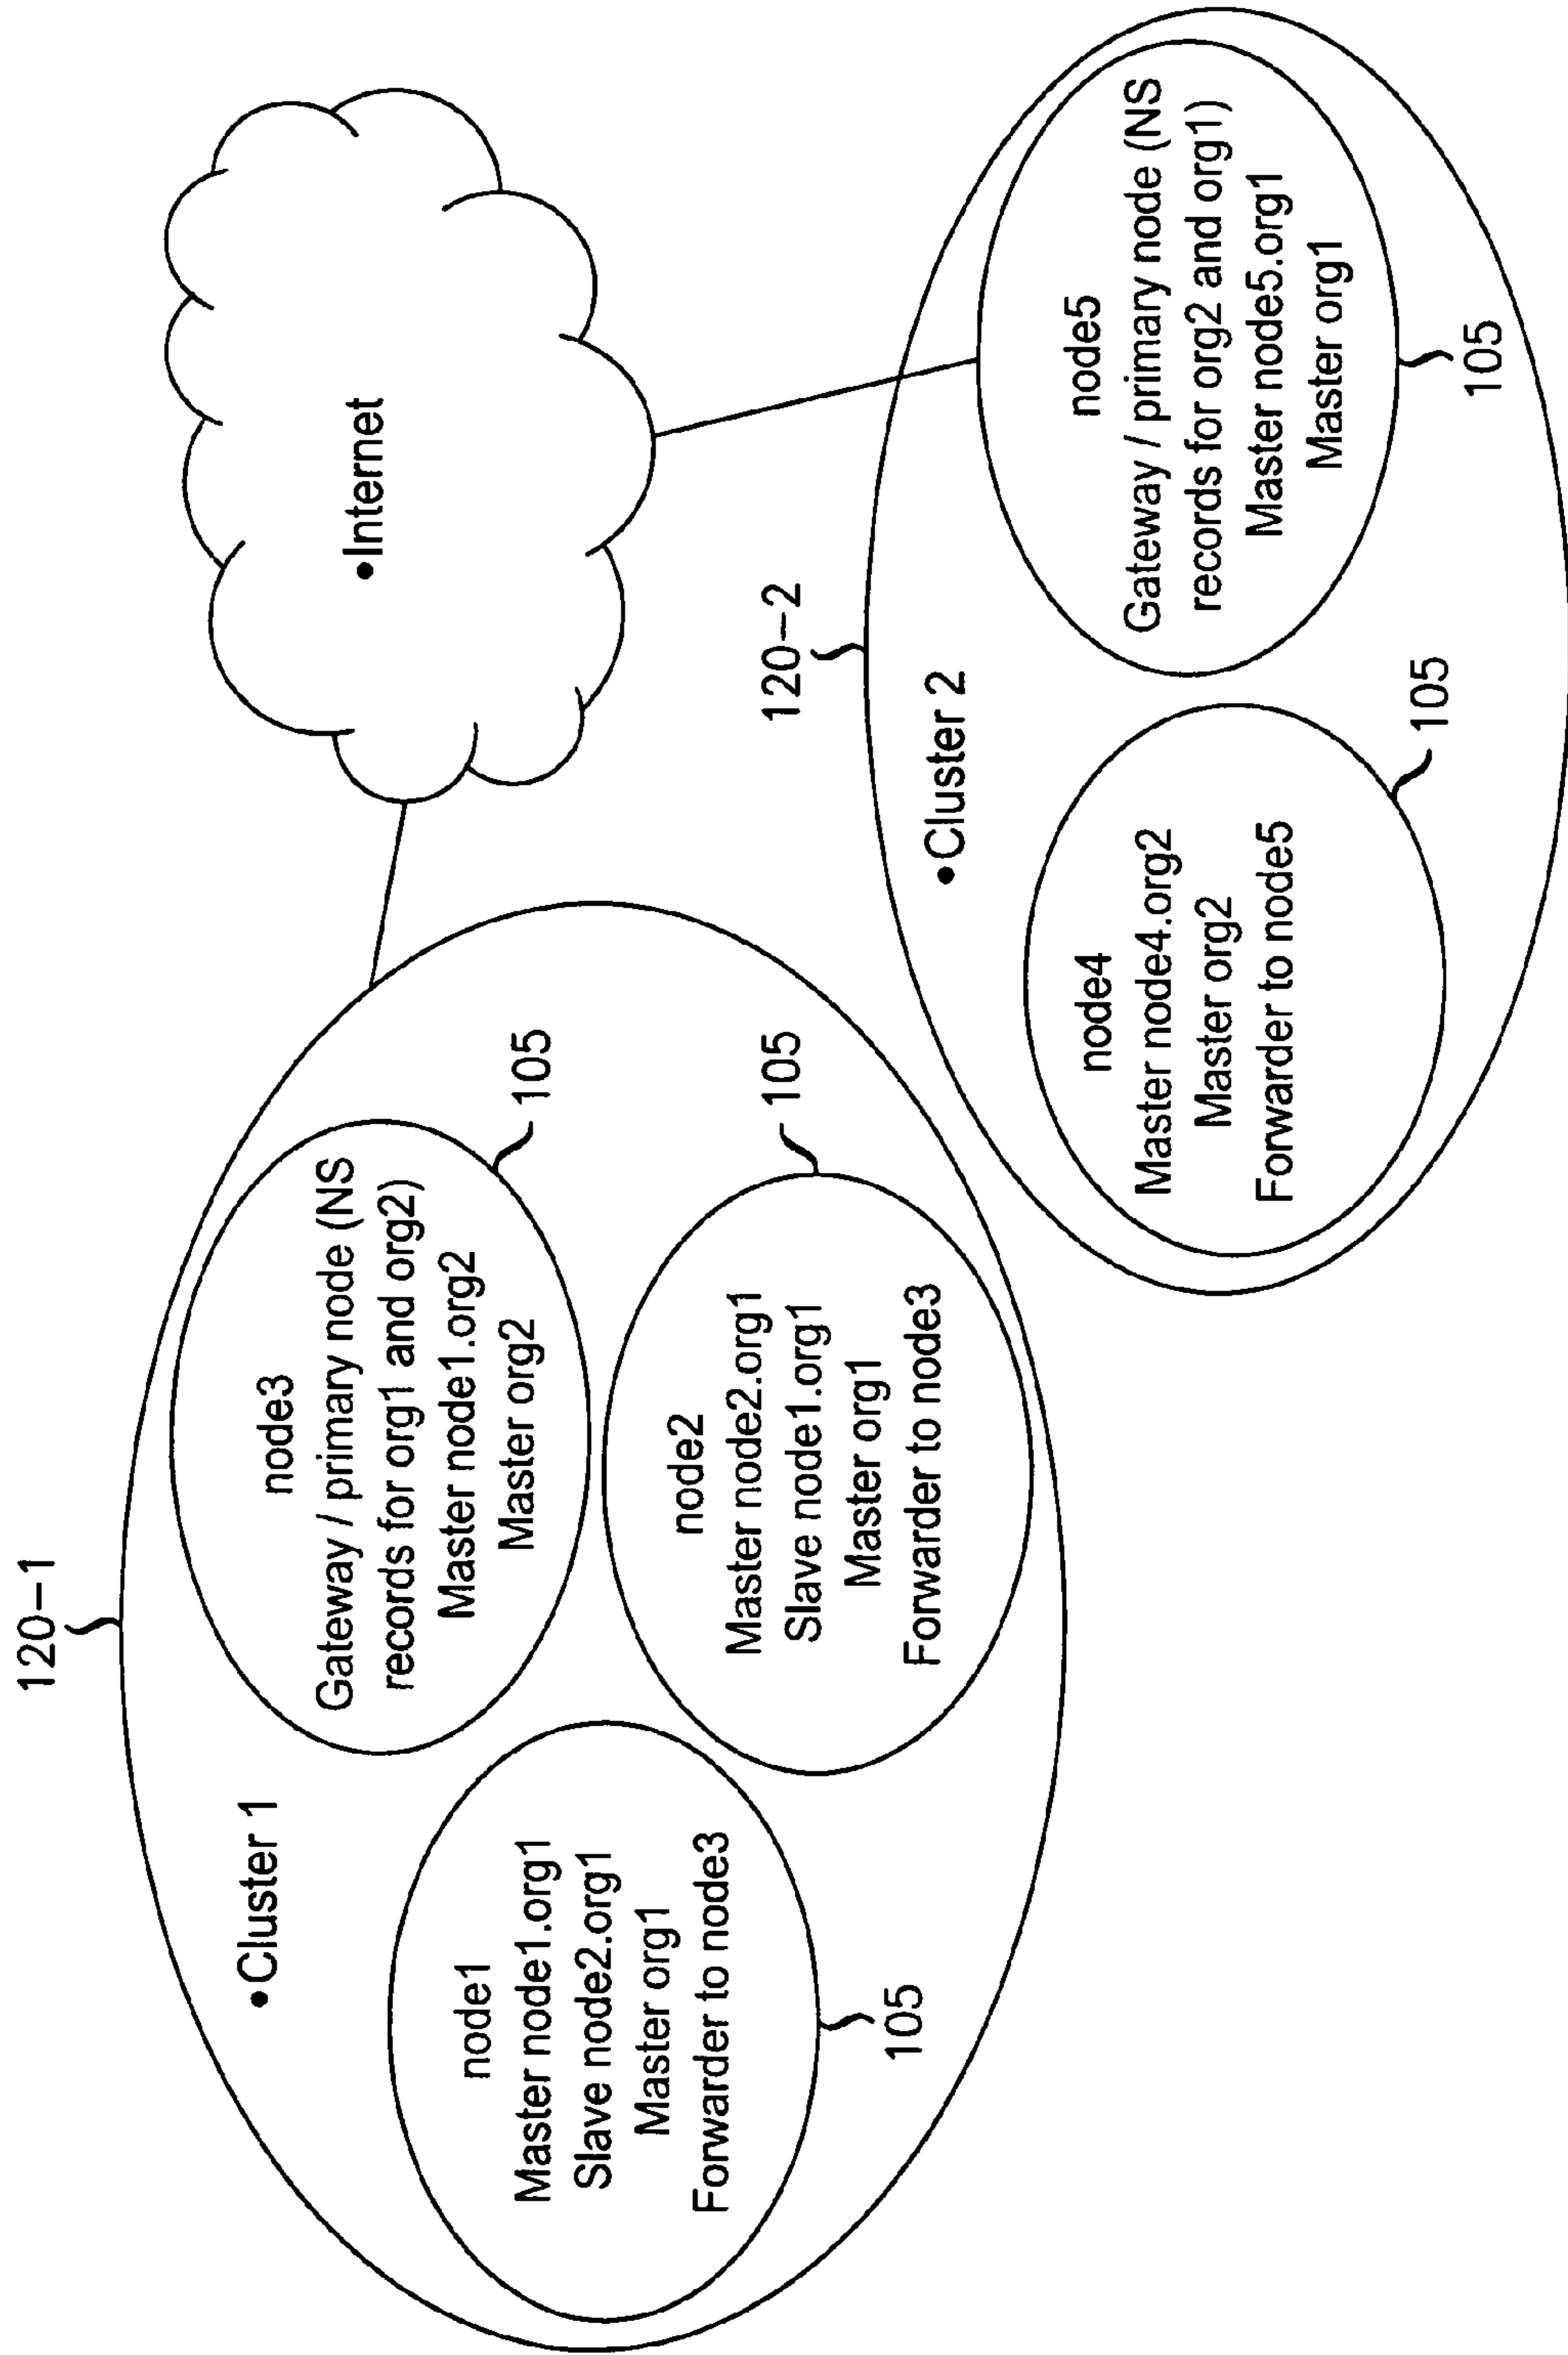 120-1
•Cluster 1
node1
Master node1.org1
Slave node2.org1
Master org1
Forwarder to node3
105
node3
Gateway / primary node (NS
records for org1 and org2)
Master node1.org2
Master org2
105
node2
Master node2.org1
Slave node1.org1
Master org1
Forwarder to node3
105
•Internet
120-2
•Cluster 2
node4
Master node4.org2
Master org2
Forwarder to node5
105
node5
Gateway / primary node (NS
records for org2 and org1)
Master node5.org1
Master org1
105